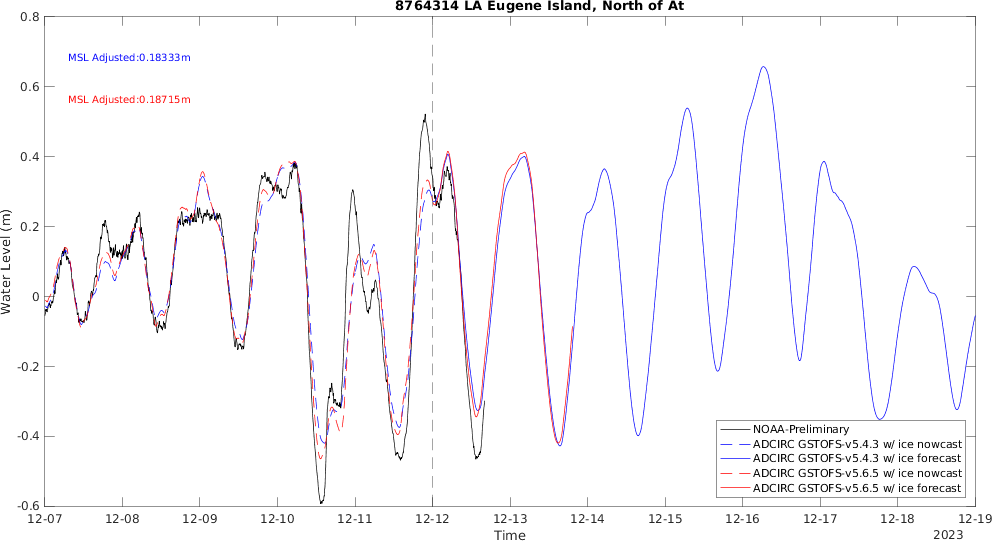 8764314 LA Eugene Island, North of At
MSL Adjusted:0.18333m
MSL Adjusted:0.18715m
Water Level (m)
0.8
0.6
0.4
0.2
0
-0.2
-0.4
-0.6
NOAA-Preliminary
ADCIRC GSTOFS-v5.4.3 w/ ice nowcast
ADCIRC GSTOFS-v5.4.3 w/ ice forecast
ADCIRC GSTOFS-v5.6.5 w/ ice nowcast
ADCIRC GSTOFS-v5.6.5 w/ ice forecast
12-07 12-08 12-09 12-10 12-11 12-12 12-13 12-14 12-15 12-16 12-17 12-18 12-19
Time
2023